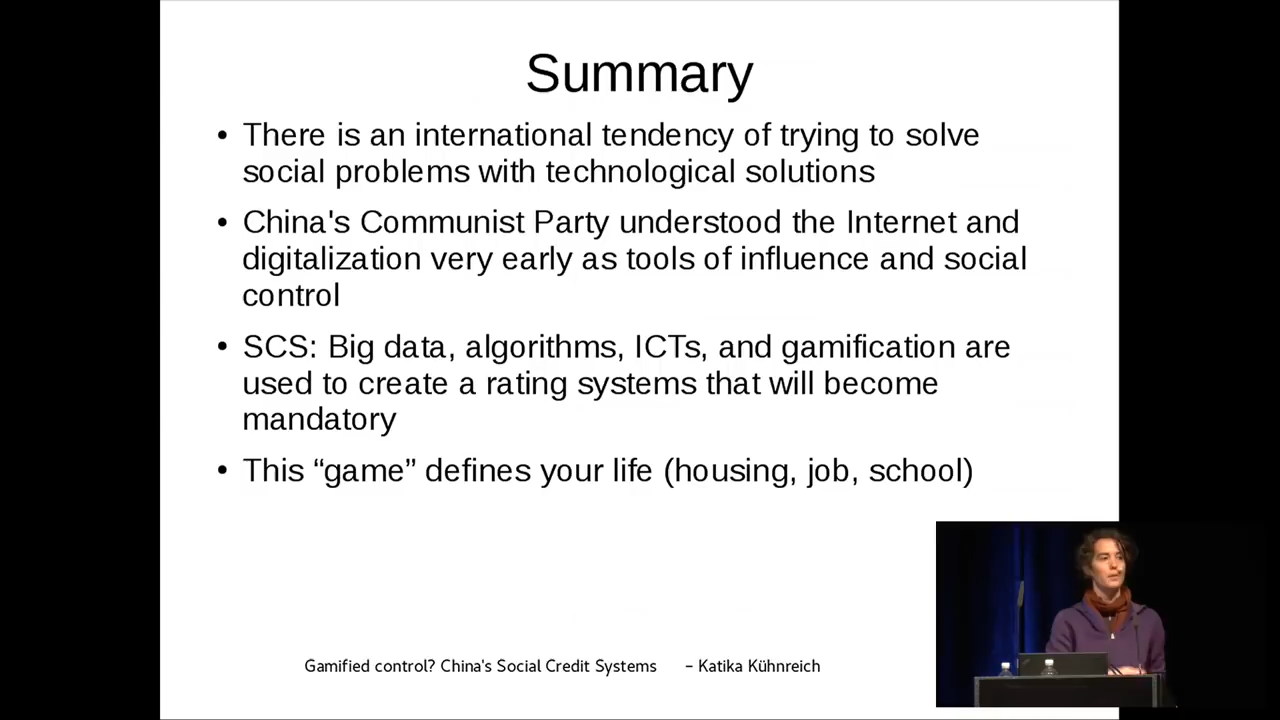 Summary
• There is an international tendency of trying to solve
social problems with technological solutions
• China's Communist Party understood the Internet and
digitalization very early as tools of influence and social
control
• SCS: Big data, algorithms, ICTs, and gamification are
used to create a rating systems that will become
mandatory
• This “game” defines your life (housing, job, school)
Gamified control? China's Social Credit Systems – Katika Kühnreich